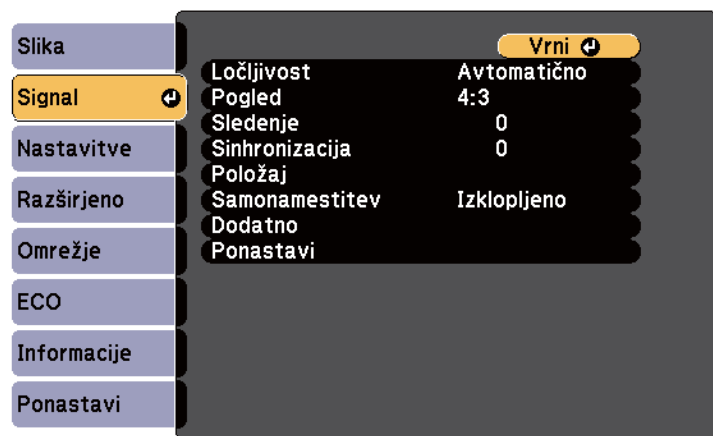 Slika
Signal
Nastavitve
Razširjeno
Omrežje
ECO
Informacije
Ponastavi
Vrni
Ločljivost Avtomatično
Pogled 4:3
Sledenje 0
Sinhronizacija 0
Položaj
Samonamestitev Izklopljeno
Dodatno
Ponastavi